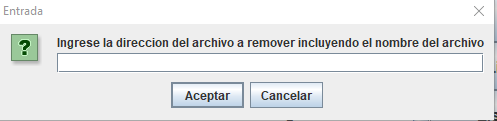 Entrada
Ingrese la direccion del archivo a remover incluyendo el nombre del archivo
Aceptar Cancelar